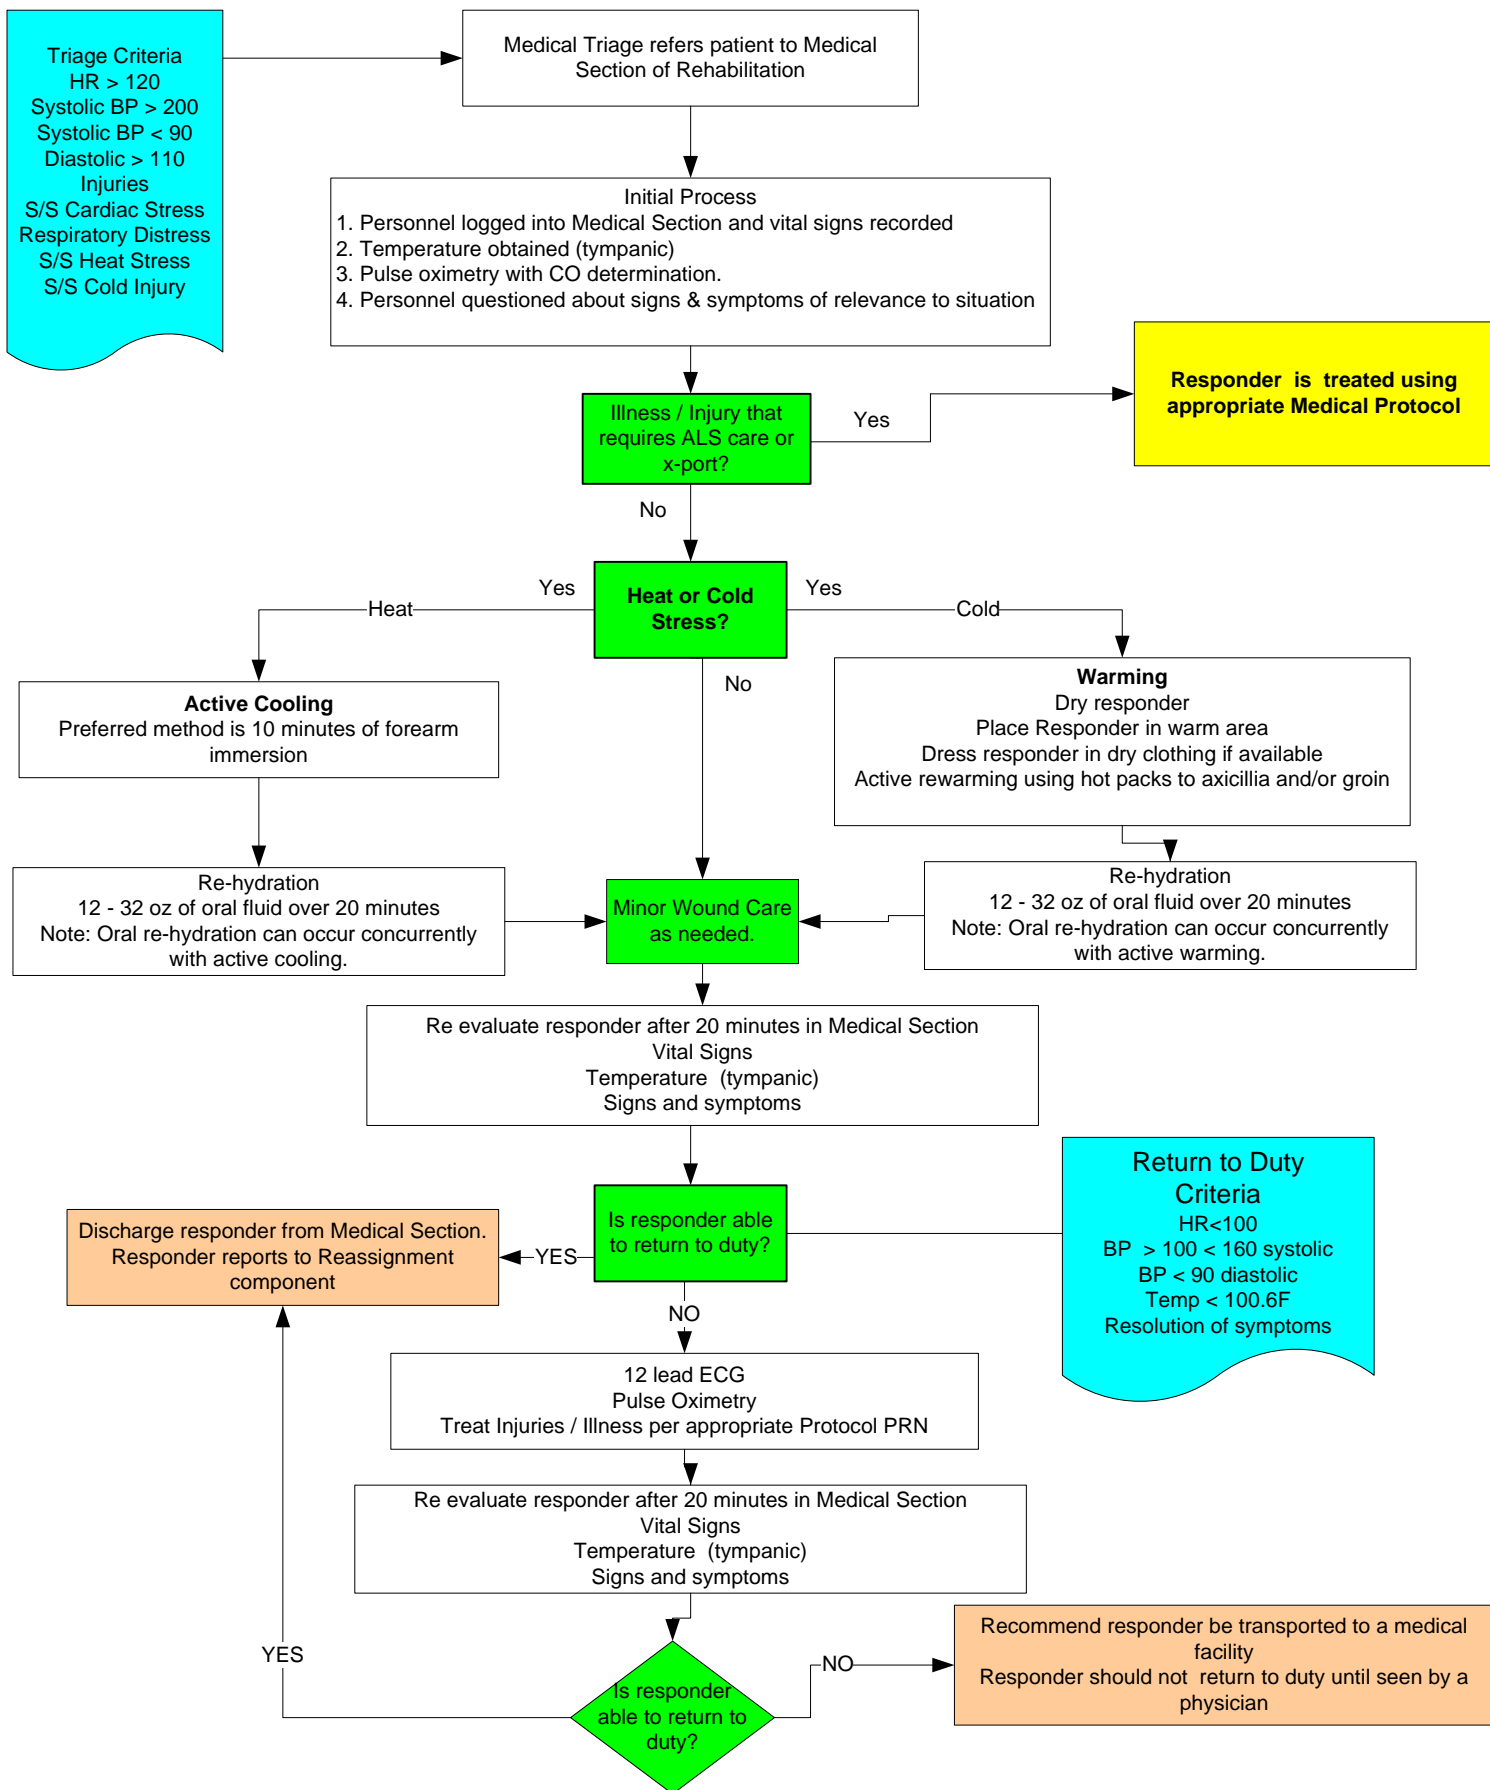 Triage Criteria
HR > 120
Systolic BP > 200
Systolic BP < 90
Diastolic > 110
Injuries
S/S Cardiac Stress
Respiratory Distress
S/S Heat Stress
S/S Cold Injury
Medical Triage refers patient to Medical
Section of Rehabilitation
Initial Process
1. Personnel logged into Medical Section and vital signs recorded
2. Temperature obtained (tympanic)
3. Pulse oximetry with CO determination.
4. Personnel questioned about signs & symptoms of relevance to situation
Illness / Injury that
requires ALS care or
x-port?
Yes
Responder is treated using
appropriate Medical Protocol
No
Heat or Cold
Stress?
Yes
Heat
Yes
Cold
No
Active Cooling
Preferred method is 10 minutes of forearm
immersion
Warming
Dry responder
Place Responder in warm area
Dress responder in dry clothing if available
Active rewarming using hot packs to axicillia and/or groin
Re-hydration
12 - 32 oz of oral fluid over 20 minutes
Note: Oral re-hydration can occur concurrently
with active cooling.
Minor Wound Care
as needed.
Re-hydration
12 - 32 oz of oral fluid over 20 minutes
Note: Oral re-hydration can occur concurrently
with active warming.
Re evaluate responder after 20 minutes in Medical Section
Vital Signs
Temperature (tympanic)
Signs and symptoms
Is responder able
to return to duty?
Return to Duty
Criteria
HR<100
BP > 100 < 160 systolic
BP < 90 diastolic
Temp < 100.6F
Resolution of symptoms
YES
Discharge responder from Medical Section.
Responder reports to Reassignment
component
NO
12 lead ECG
Pulse Oximetry
Treat Injuries / Illness per appropriate Protocol PRN
Re evaluate responder after 20 minutes in Medical Section
Vital Signs
Temperature (tympanic)
Signs and symptoms
Is responder
able to return to
duty?
YES
NO
Recommend responder be transported to a medical
facility
Responder should not return to duty until seen by a
physician